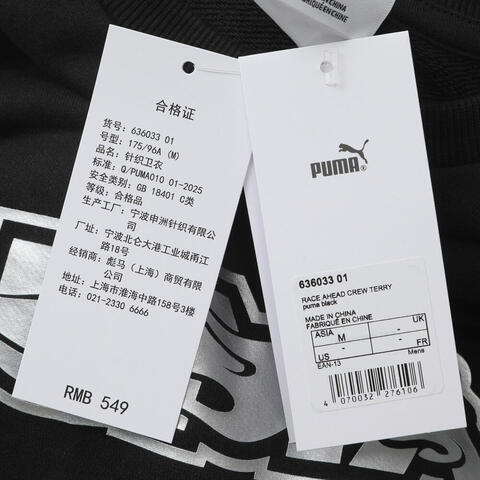 合格证
货号: 636033 01
号型: 175/96A (M)
品名: 针织卫衣
标准: Q/PUMA010 01-2025
安全类别: GB 18401 C类
等级: 合格品
生产工厂: 宁波申洲针织有限公
司
厂址: 宁波北仑大港工业城甬江
路18号
经销商: 彪马(上海)商贸有限
公司
地址: 上海市淮海中路158号3楼
电话: 021-2330 6666
RMB 549
MADE IN CHINA
FABRIQUÉ EN CHINE
PUMA®
636033 01
RACE AHEAD CREW TERRY
puma black
MADE IN CHINA
FABRIQUÉ EN CHINE
ASIA M - UK
US - - FR
EAN-13 Mens
4 070032 276106